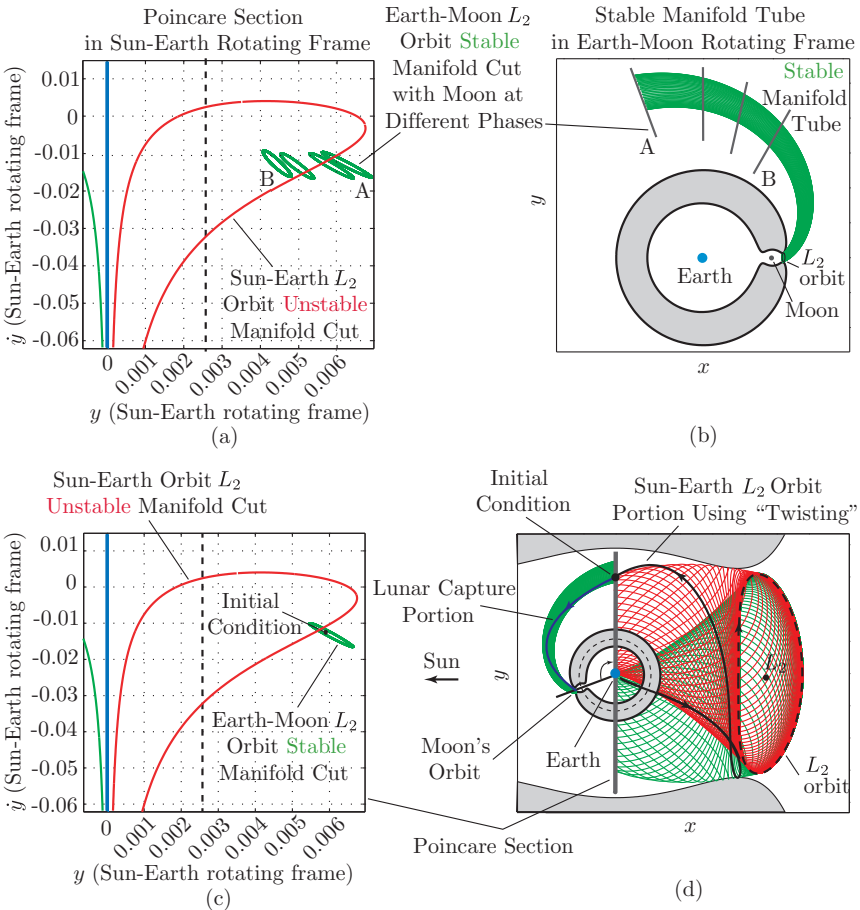 Poincare Section
in Sun-Earth Rotating Frame
0.01
0
-0.01
-0.02
-0.03
-0.04
-0.05
-0.06
ẏ (Sun-Earth rotating frame)
B
A
Sun-Earth L2
Orbit Unstable
Manifold Cut
0
0.001
0.002
0.003
0.004
0.005
0.006
y (Sun-Earth rotating frame)
(a)
Earth-Moon L2
Orbit Stable
Manifold Cut
with Moon at
Different Phases
Stable Manifold Tube
in Earth-Moon Rotating Frame
Stable
Manifold
Tube
A
B
y
Earth
L2
orbit
Moon
x
(b)
Sun-Earth Orbit L2
Unstable Manifold Cut
0.01
0
-0.01
-0.02
-0.03
-0.04
-0.05
-0.06
ẏ (Sun-Earth rotating frame)
Initial
Condition
Earth-Moon L2
Orbit Stable
Manifold Cut
0
0.001
0.002
0.003
0.004
0.005
0.006
y (Sun-Earth rotating frame)
(c)
Initial
Condition
Sun-Earth L2 Orbit
Portion Using “Twisting”
Lunar Capture
Portion
Sun
y
Moon's
Orbit
Earth
L2
orbit
x
Poincare Section
(d)